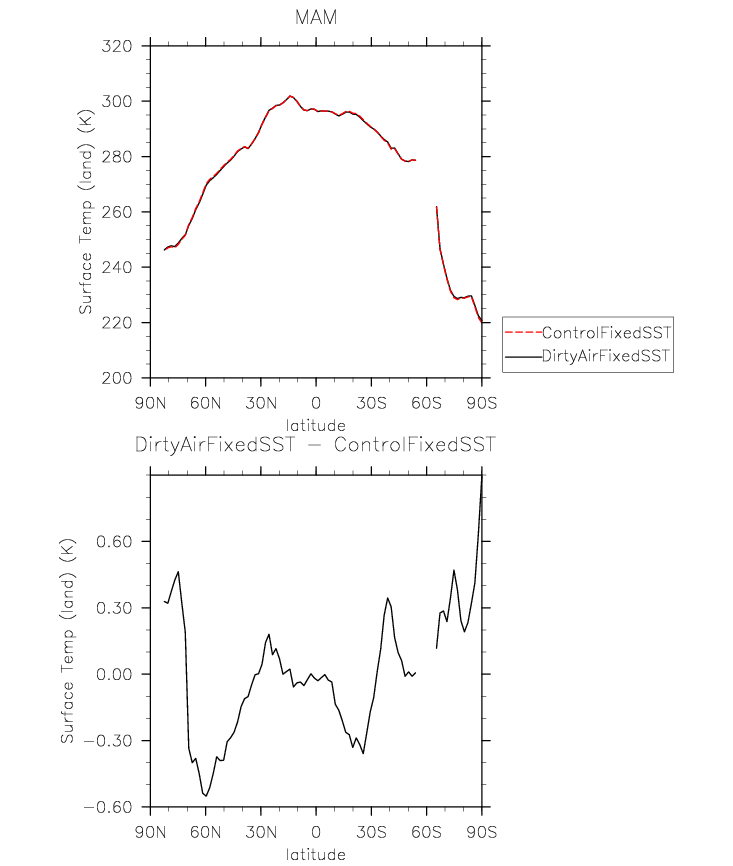 MAM
320
300
280
260
240
220
200
Surface Temp (land) (K)
90N 60N 30N 0 30S 60S 90S
latitude
ControlFixedSST
DirtyAirFixedSST
DirtyAirFixedSST − ControlFixedSST
0.60
0.30
0.00
−0.30
−0.60
Surface Temp (land) (K)
90N 60N 30N 0 30S 60S 90S
latitude